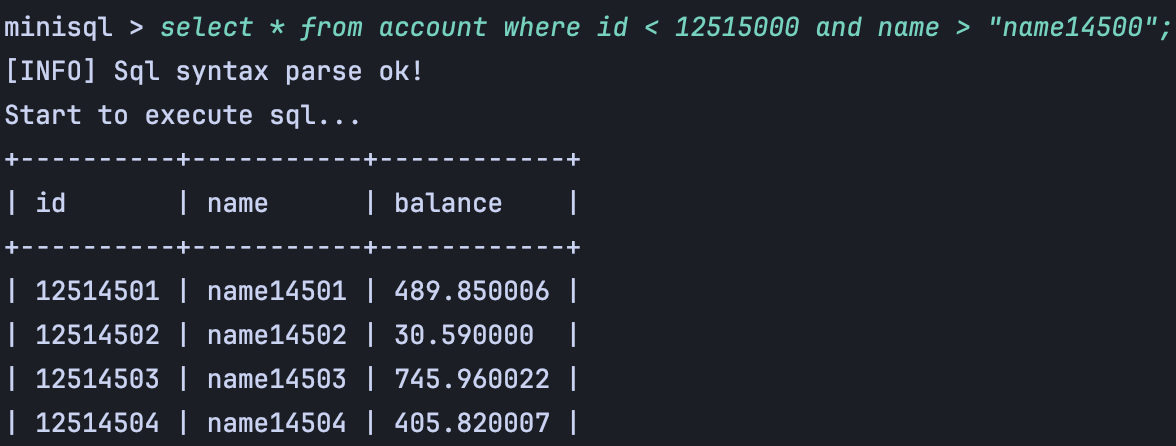 minisql > select * from account where id < 12515000 and name > "name14500";
[INFO] Sql syntax parse ok!
Start to execute sql...
+----------+-----------+------------+
| id       | name      | balance    |
+----------+-----------+------------+
| 12514501 | name14501 | 489.850006 |
| 12514502 | name14502 | 30.590000  |
| 12514503 | name14503 | 745.960022 |
| 12514504 | name14504 | 405.820007 |